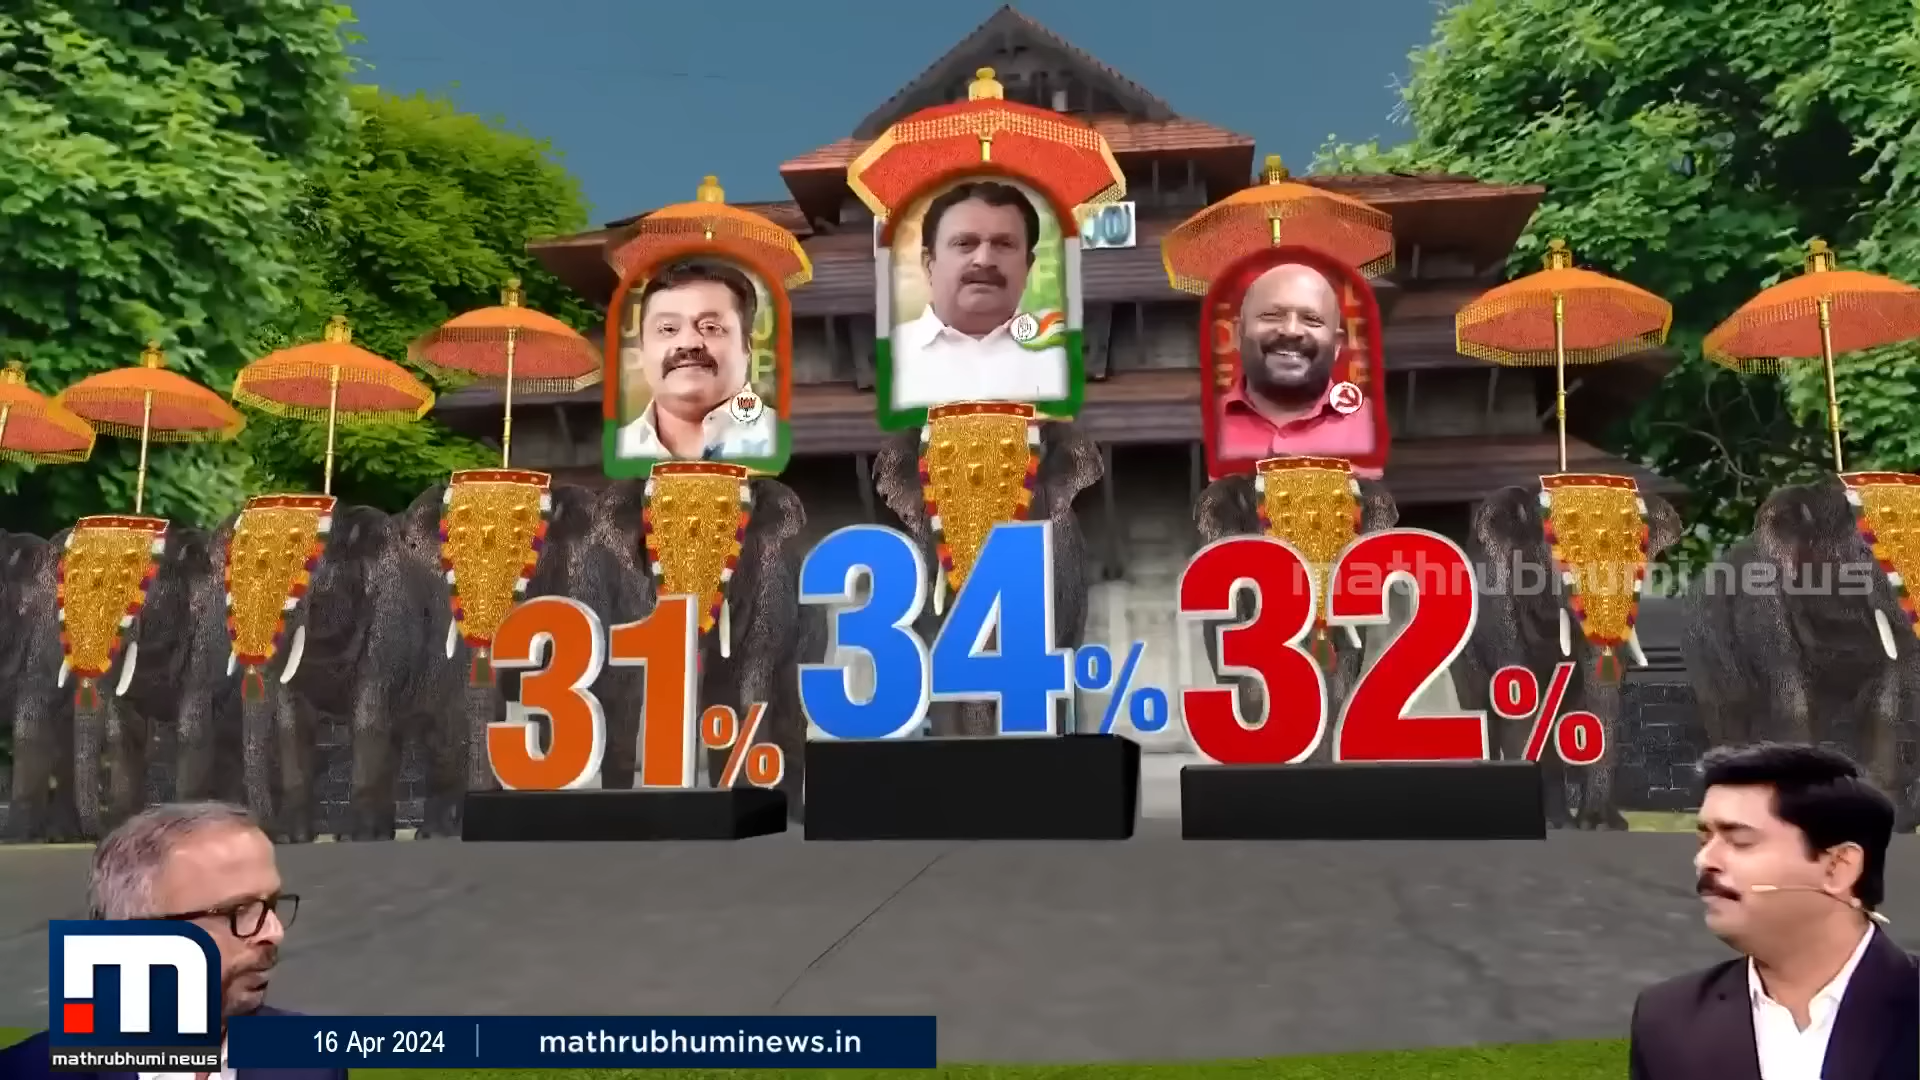 31%
34%
32%
mathrubhumi news
mathrubhumi news
16 Apr 2024
mathrubhuminews.in